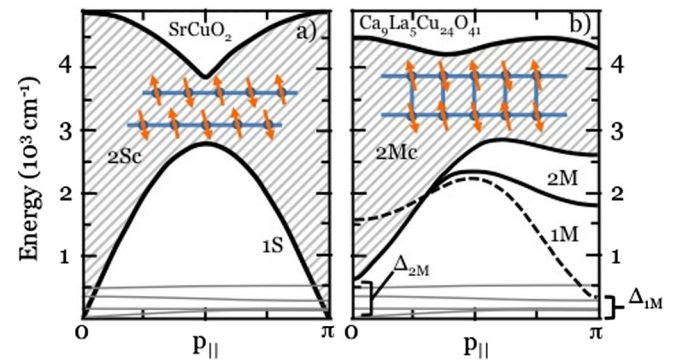 SrCuO₂
a)
2Sc
1S
4
3
2
1
Energy (10³ cm⁻¹)
0
π
p||
Ca₉La₅Cu₂₄O₄₁
b)
2Mc
2M
1M
Δ₂M
Δ₁M
4
3
2
1
0
π
p||